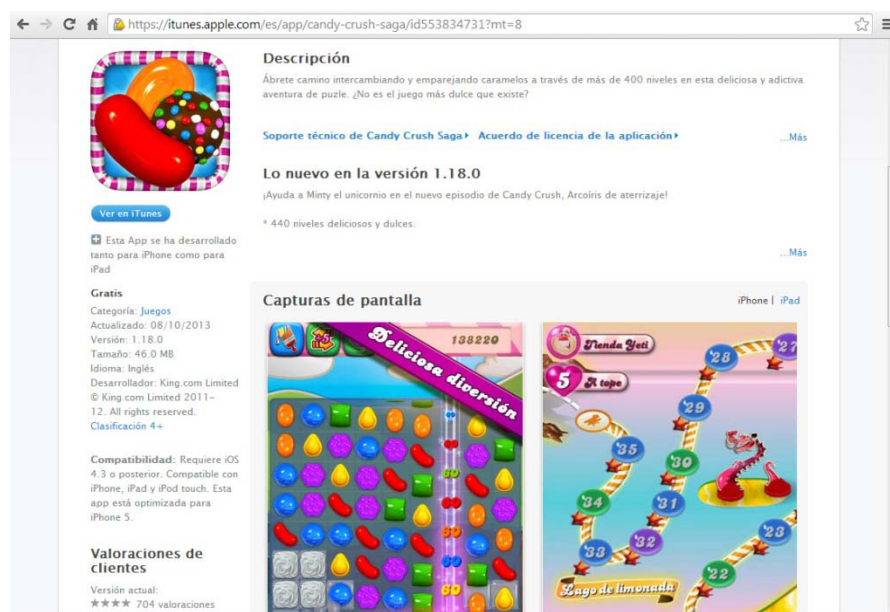 https://itunes.apple.com/es/app/candy-crush-saga/id553834731?mt=8
Descripción
Ábrete camino intercambiando y emparejando caramelos a través de más de 400 niveles en esta deliciosa y adictiva
aventura de puzle. ¿No es el juego más dulce que existe?
Soporte técnico de Candy Crush Saga
Acuerdo de licencia de la aplicación
...Más
Lo nuevo en la versión 1.18.0
¡Ayuda a Minty el unicornio en el nuevo episodio de Candy Crush, Arcoíris de aterrizaje!
* 440 niveles deliciosos y dulces.
...Más
Ver en iTunes
Esta App se ha desarrollado
tanto para iPhone como para
iPad
Gratis
Categoría: Juegos
Actualizado: 08/10/2013
Versión: 1.18.0
Tamaño: 46.0 MB
Idioma: Inglés
Desarrollador: King.com Limited
© King.com Limited 2011-
12. All rights reserved.
Clasificación 4+
Compatibilidad: Requiere iOS
4.3 o posterior. Compatible con
iPhone, iPad y iPod touch. Esta
app está optimizada para
iPhone 5.
Valoraciones de
clientes
Versión actual:
★★★★ 704 valoraciones
Capturas de pantalla
iPhone | iPad
138220
Deliciosa diversión
60
60
60
60
Tienda Yeti
5
A tope
28
27
29
35
30
34
31
33
32
23
22
Lago de limonada